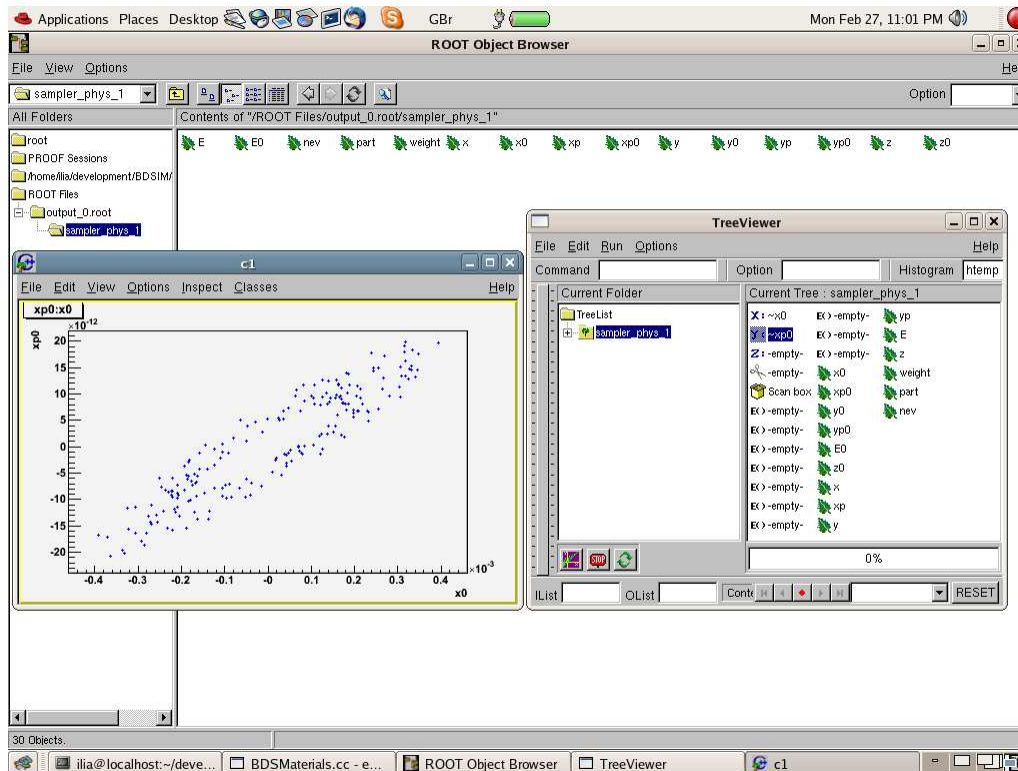 Applications Places Desktop GBr Mon Feb 27, 11:01 PM
ROOT Object Browser
File View Options
sampler_phys_1 Option
All Folders Contents of "/ROOT Files/output_0.root/sampler_phys_1"
root
PROOF Sessions
/home/ilia/development/BDSIM/
ROOT Files
output_0.root
sampler_phys_1
E E0 nev part weight x x0 xp xp0 y y0 yp yp0 z z0
c1
File Edit View Options Inspect Classes Help
xp0:x0
×10^-12
xp0
20
15
10
5
0
-5
-10
-15
-20
-0.4 -0.3 -0.2 -0.1 -0 0.1 0.2 0.3 0.4
×10^-3
x0
TreeViewer
File Edit Run Options Help
Command Option Histogram htemp
Current Folder Current Tree : sampler_phys_1
TreeList
sampler_phys_1
X: ~x0 E() -empty- yp
Y: ~xp0 E() -empty- E
Z: -empty- E() -empty- z
-empty- x0 weight
Scan box xp0 part
E() -empty- y0 nev
E() -empty- yp0
E() -empty- E0
E() -empty- z0
E() -empty- x
E() -empty- xp
E() -empty- y
STOP
0%
IList OList RESET
30 Objects.
ilia@localhost:~/deve... BDSMaterials.cc - e... ROOT Object Browser TreeViewer c1